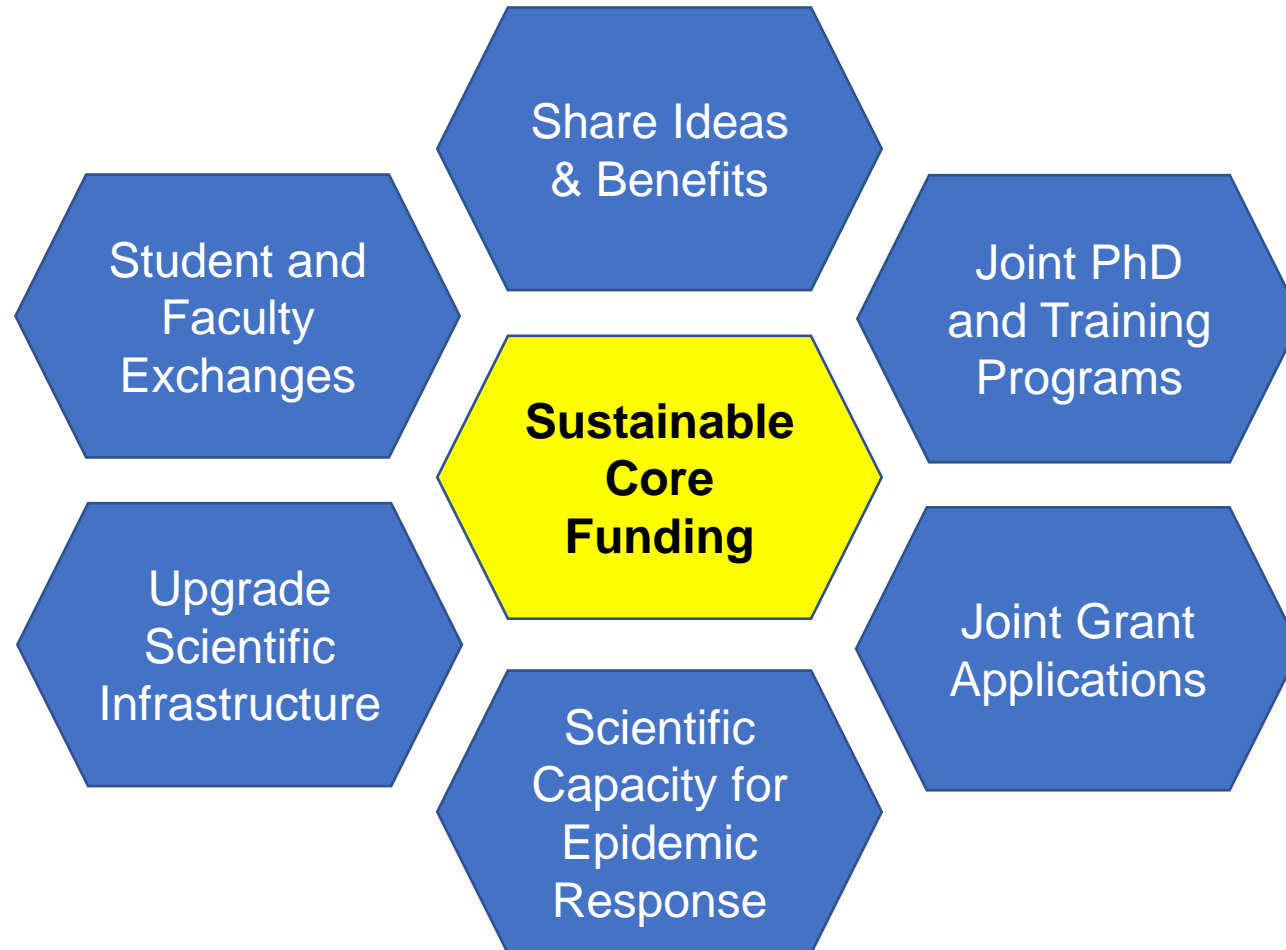 Share Ideas
& Benefits
Student and
Faculty
Exchanges
Joint PhD
and Training
Programs
Sustainable
Core
Funding
Upgrade
Scientific
Infrastructure
Joint Grant
Applications
Scientific
Capacity for
Epidemic
Response